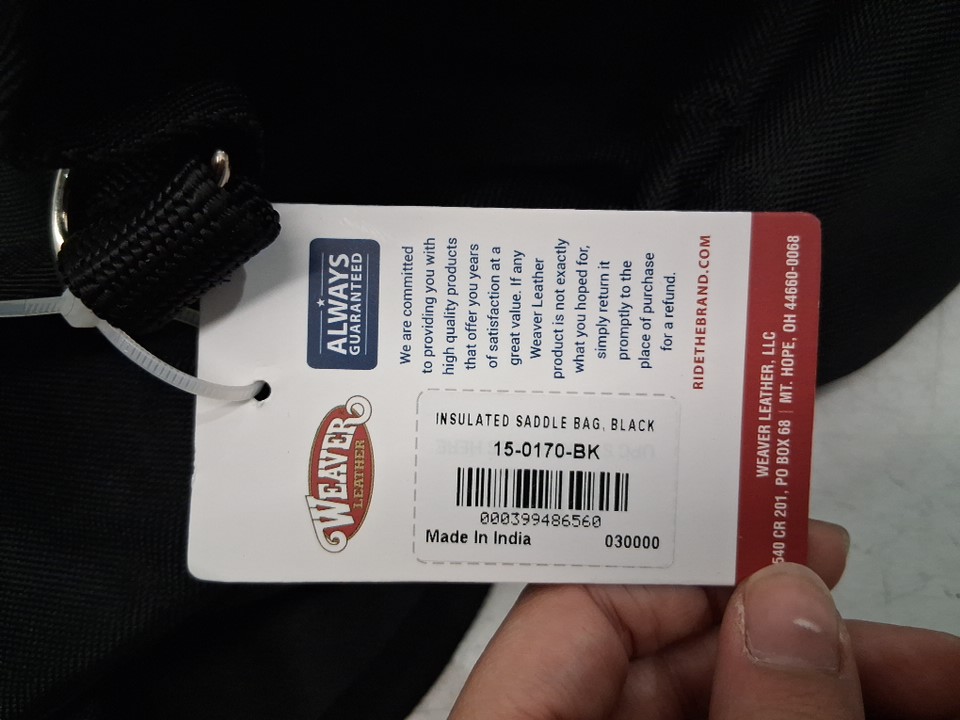 ALWAYS
GUARANTEED
We are committed
to providing you with
high quality products
that offer you years
of satisfaction at a
great value. If any
Weaver Leather
product is not exactly
what you hoped for,
simply return it
promptly to the
place of purchase
for a refund.
RIDETHEBRAND.COM
WEAVER LEATHER, LLC
540 CR 201, PO BOX 68 | MT. HOPE, OH 44660-0068
WEAVER
LEATHER
INSULATED SADDLE BAG, BLACK
15-0170-BK
000399486560
Made In India
030000